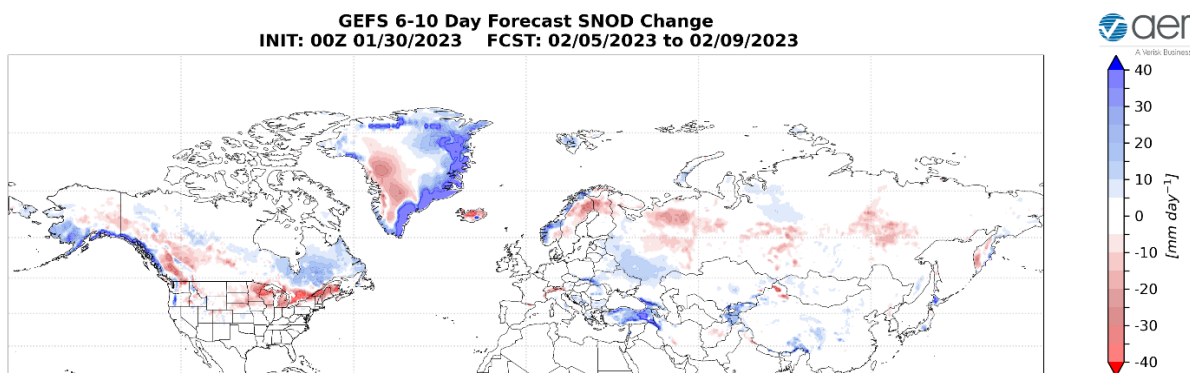 GEFS 6-10 Day Forecast SNOD Change
INIT: 00Z 01/30/2023 FCST: 02/05/2023 to 02/09/2023
aer
A Verisk Business
40
30
20
10
0
-10
-20
-30
-40
[mm day⁻¹]